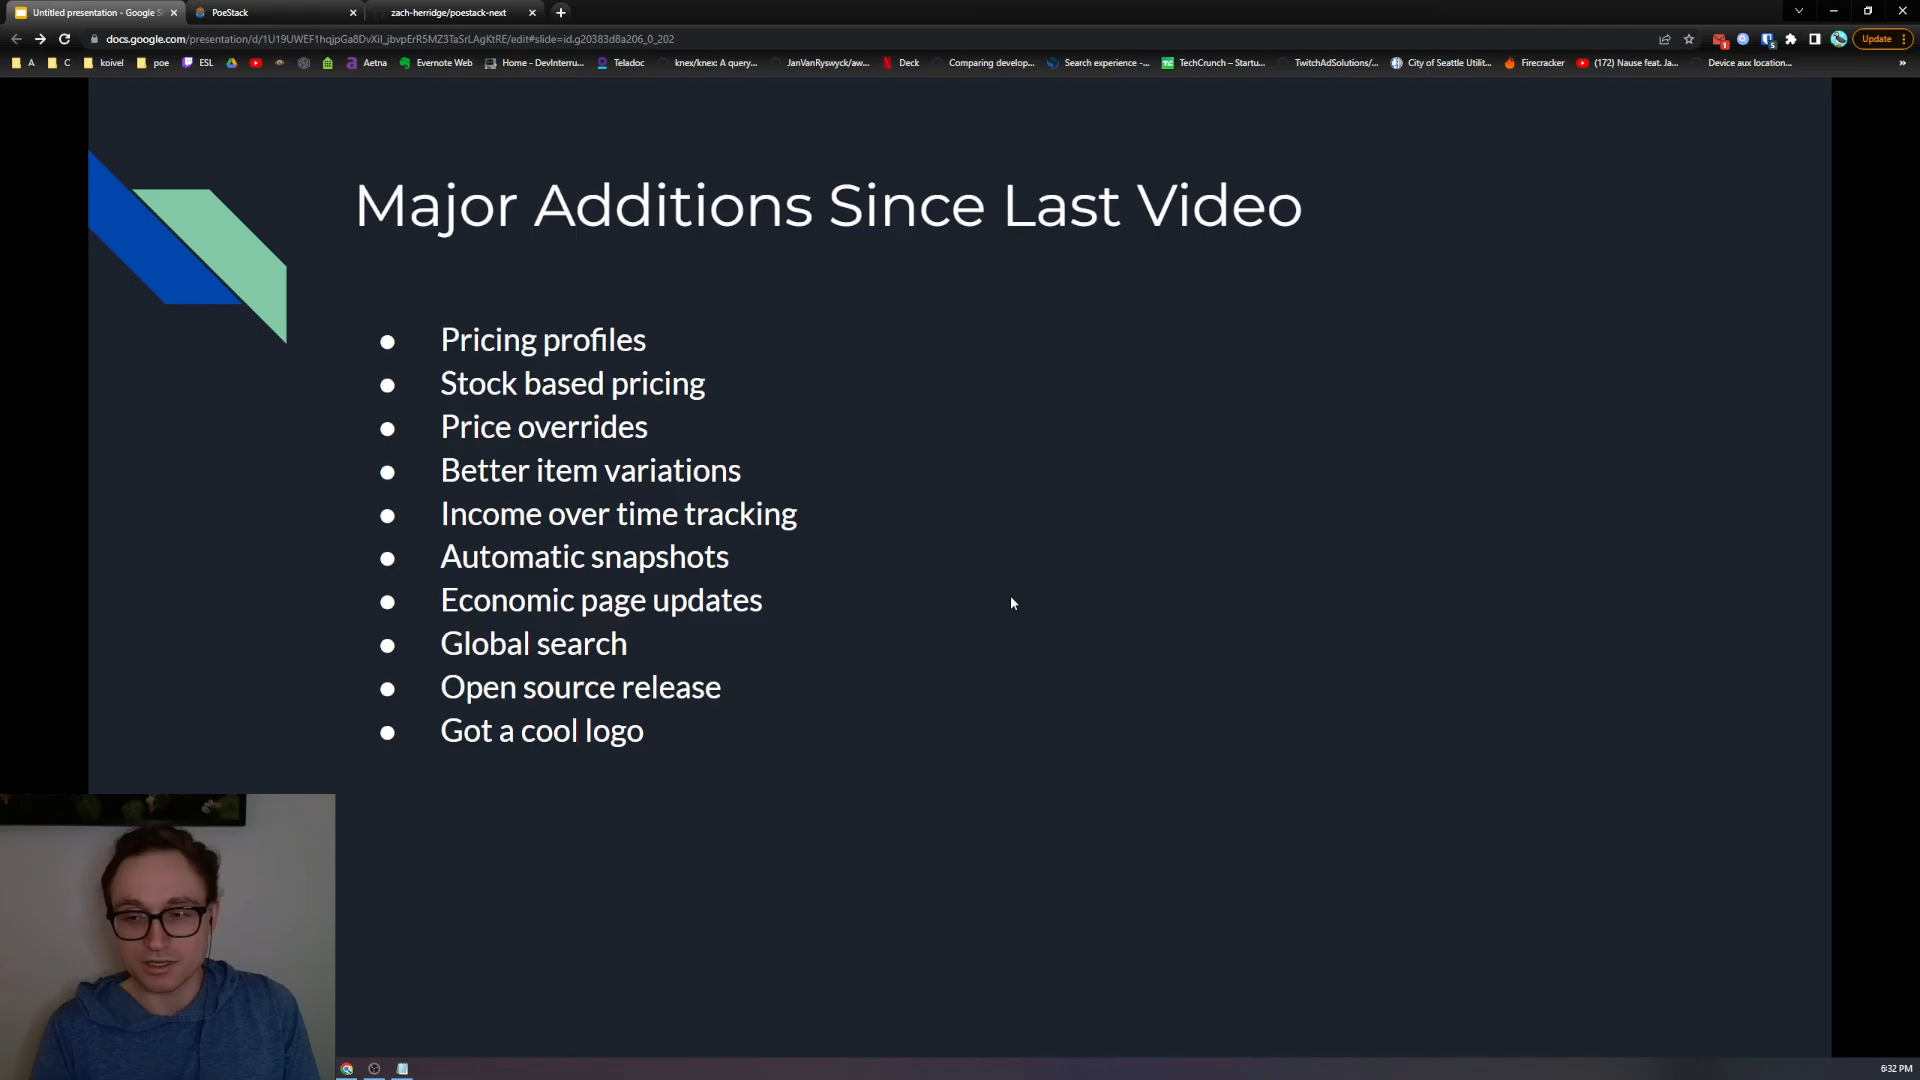 Untitled presentation - Google S
PoeStack
zach-herridge/poestack-next
docs.google.com/presentation/d/1U19UWEF1hqjpGa8DvXiI_jbvpErR5MZ3TaSrLAgKtRE/edit#slide=id.g20383d8a206_0_202
Update
A C koivel poe ESL Aetna Evernote Web Home - DevInterru... Teladoc knex/knex: A query... JanVanRyswyck/aw... Deck Comparing develop... Search experience -... TechCrunch – Startu... TwitchAdSolutions/... City of Seattle Utilit... Firecracker (172) Nause feat. Ja... Device aux location... »
Major Additions Since Last Video
● Pricing profiles
● Stock based pricing
● Price overrides
● Better item variations
● Income over time tracking
● Automatic snapshots
● Economic page updates
● Global search
● Open source release
● Got a cool logo
6:32 PM